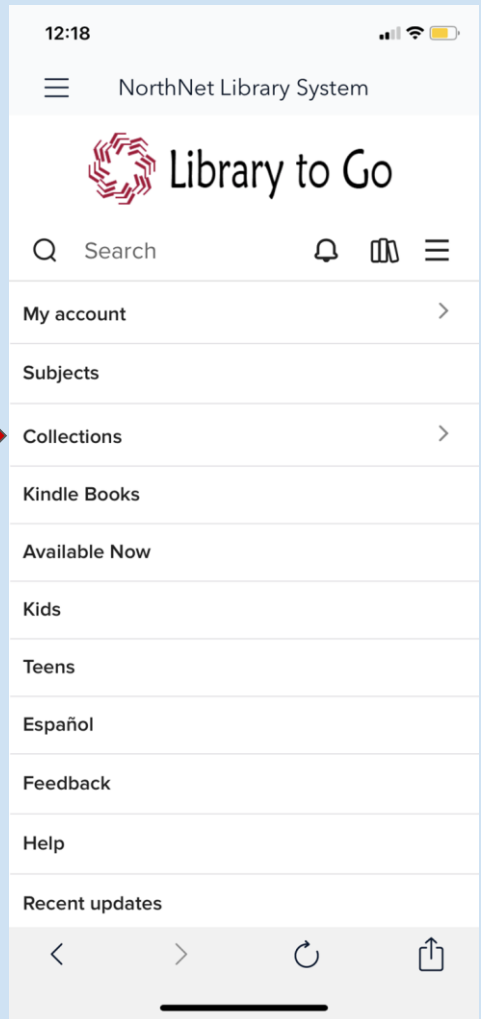 12:18
NorthNet Library System
Library to Go
Search
My account
Subjects
Collections
Kindle Books
Available Now
Kids
Teens
Español
Feedback
Help
Recent updates